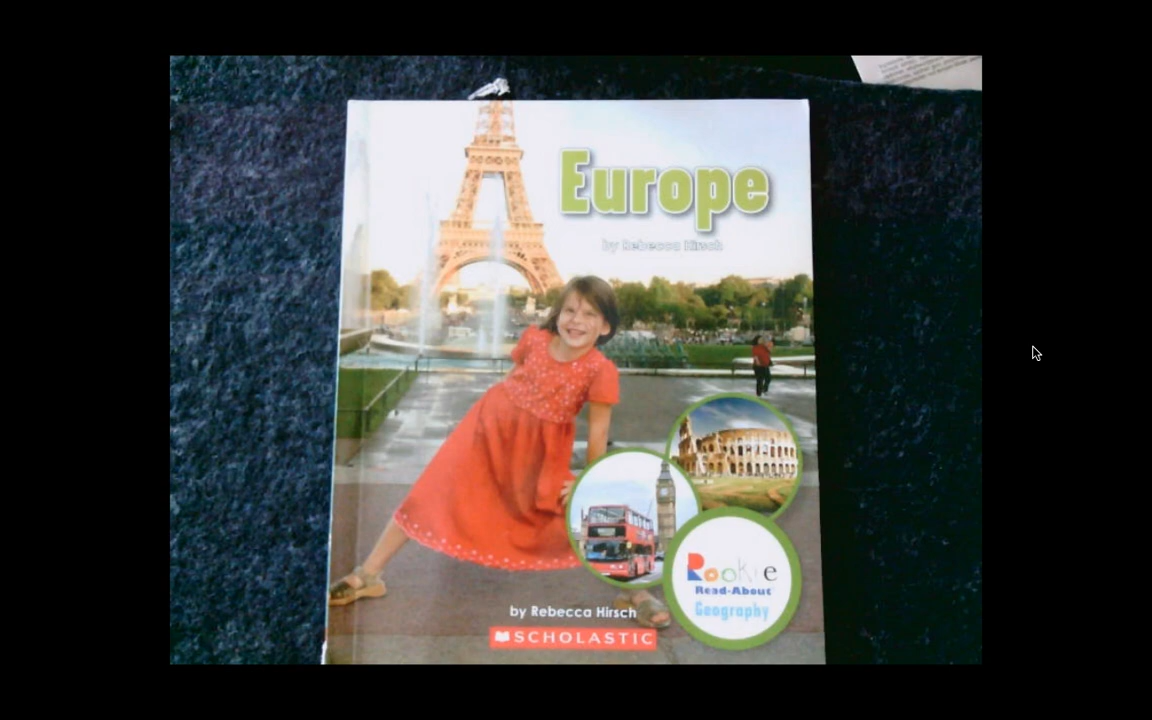 Europe
by Rebecca Hirsch
Rookie
Read-About
Geography
by Rebecca Hirsch
SCHOLASTIC